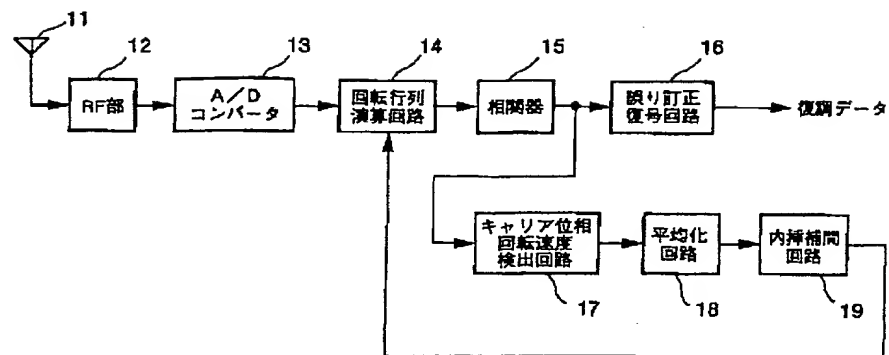 11
12
13
14
15
16
RF部
A/D
コンバータ
回転行列
演算回路
相関器
誤り訂正
復号回路
復調データ
キャリア位相
回転速度
検出回路
平均化
回路
内挿補間
回路
17
18
19